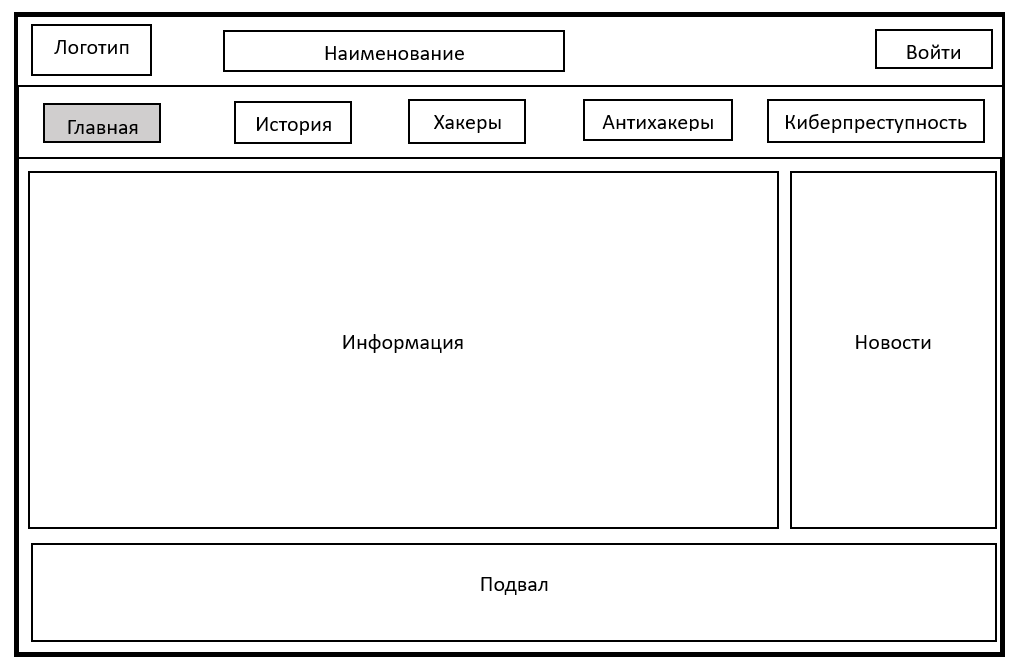 Логотип
Наименование
Войти
Главная
История
Хакеры
Антихакеры
Киберпреступность
Информация
Новости
Подвал